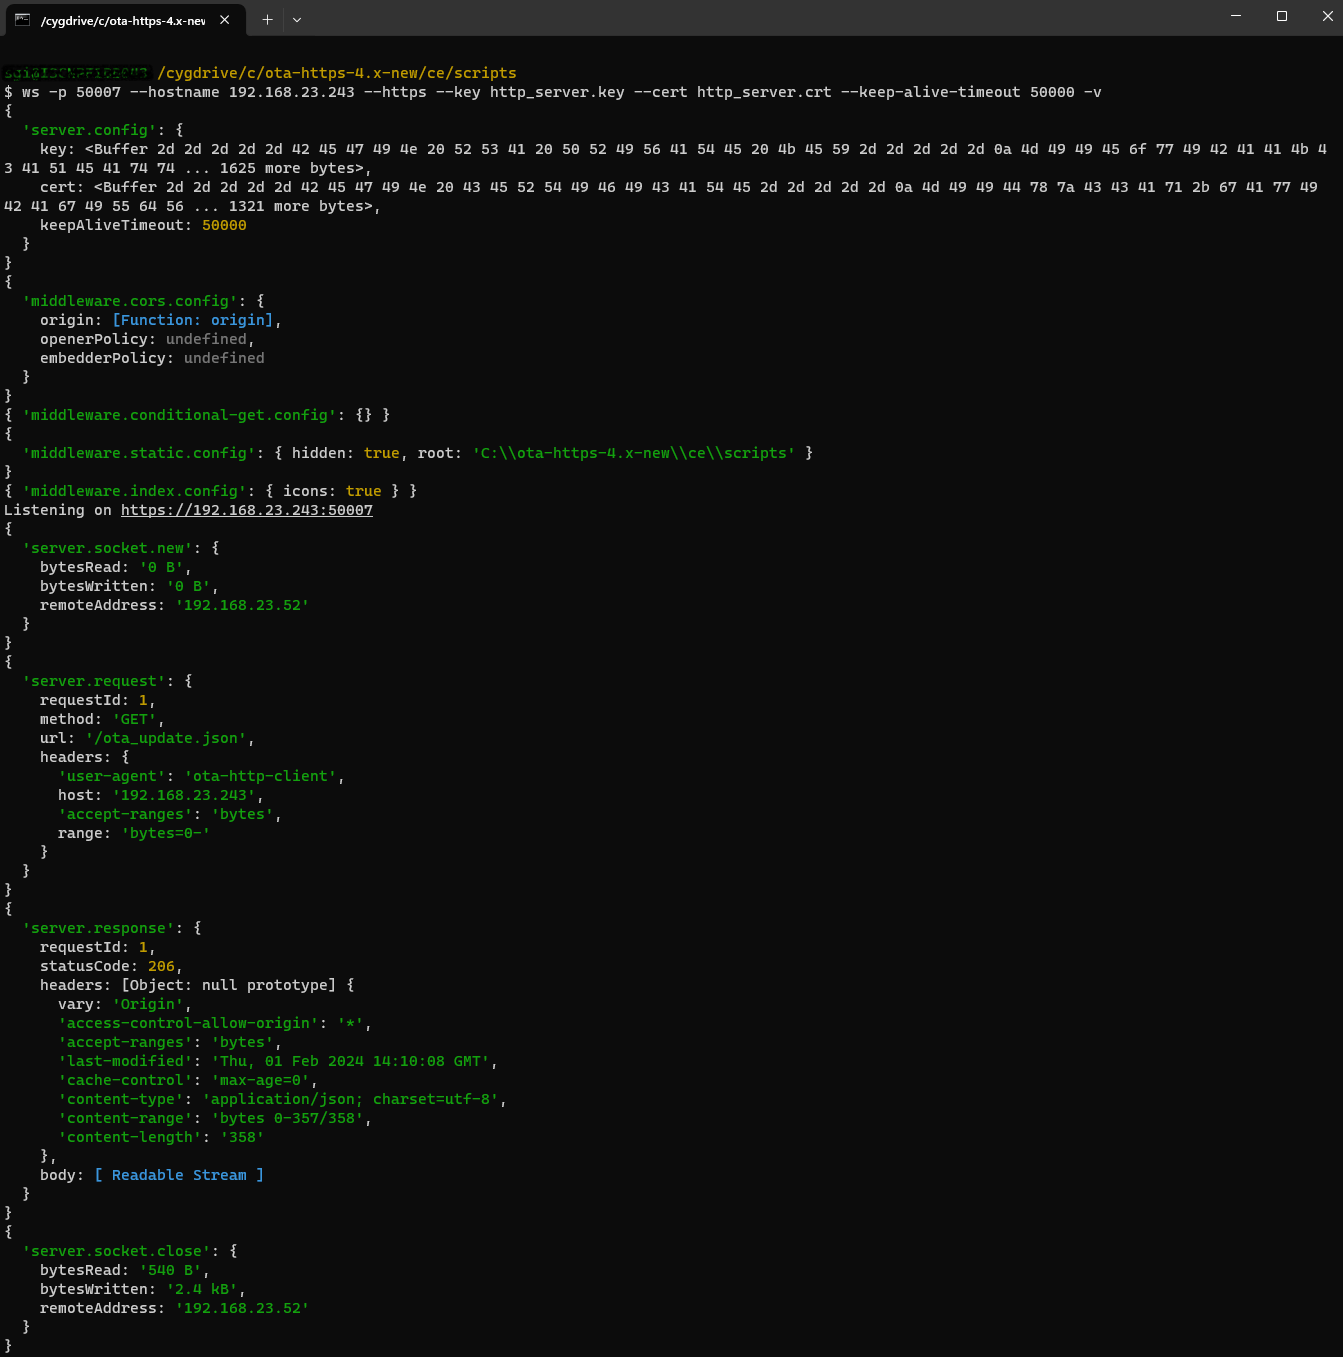 /cygdrive/c/ota-https-4.x-new
/cygdrive/c/ota-https-4.x-new/ce/scripts
$ ws -p 50007 --hostname 192.168.23.243 --https --key http_server.key --cert http_server.crt --keep-alive-timeout 50000 -v
{
  'server.config': {
    key: <Buffer 2d 2d 2d 2d 2d 42 45 47 49 4e 20 52 53 41 20 50 52 49 56 41 54 45 20 4b 45 59 2d 2d 2d 2d 2d 0a 4d 49 49 45 6f 77 49 42 41 41 4b 4
3 41 51 45 41 74 74 ... 1625 more bytes>,
    cert: <Buffer 2d 2d 2d 2d 2d 42 45 47 49 4e 20 43 45 52 54 49 46 49 43 41 54 45 2d 2d 2d 2d 2d 0a 4d 49 49 44 78 7a 43 43 41 71 2b 67 41 77 49
42 41 67 49 55 64 56 ... 1321 more bytes>,
    keepAliveTimeout: 50000
  }
}
{
  'middleware.cors.config': {
    origin: [Function: origin],
    openerPolicy: undefined,
    embedderPolicy: undefined
  }
}
{ 'middleware.conditional-get.config': {} }
{
  'middleware.static.config': { hidden: true, root: 'C:\\ota-https-4.x-new\\ce\\scripts' }
}
{ 'middleware.index.config': { icons: true } }
Listening on https://192.168.23.243:50007
{
  'server.socket.new': {
    bytesRead: '0 B',
    bytesWritten: '0 B',
    remoteAddress: '192.168.23.52'
  }
}
{
  'server.request': {
    requestId: 1,
    method: 'GET',
    url: '/ota_update.json',
    headers: {
      'user-agent': 'ota-http-client',
      host: '192.168.23.243',
      'accept-ranges': 'bytes',
      range: 'bytes=0-'
    }
  }
}
{
  'server.response': {
    requestId: 1,
    statusCode: 206,
    headers: [Object: null prototype] {
      vary: 'Origin',
      'access-control-allow-origin': '*',
      'accept-ranges': 'bytes',
      'last-modified': 'Thu, 01 Feb 2024 14:10:08 GMT',
      'cache-control': 'max-age=0',
      'content-type': 'application/json; charset=utf-8',
      'content-range': 'bytes 0-357/358',
      'content-length': '358'
    },
    body: [ Readable Stream ]
  }
}
{
  'server.socket.close': {
    bytesRead: '540 B',
    bytesWritten: '2.4 kB',
    remoteAddress: '192.168.23.52'
  }
}